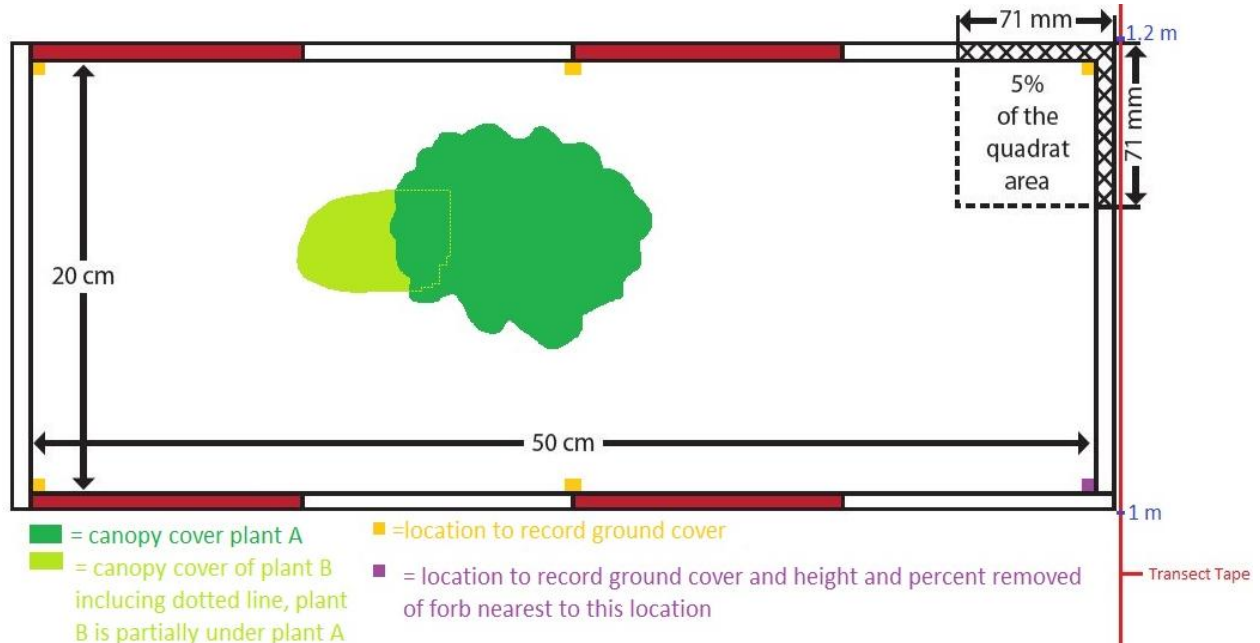 71 mm
1.2 m
5%
of the
quadrat
area
71 mm
20 cm
50 cm
1 m
= canopy cover plant A
= canopy cover of plant B
inclucing dotted line, plant
B is partially under plant A
=location to record ground cover
= location to record ground cover and height and percent removed
of forb nearest to this location
Transect Tape